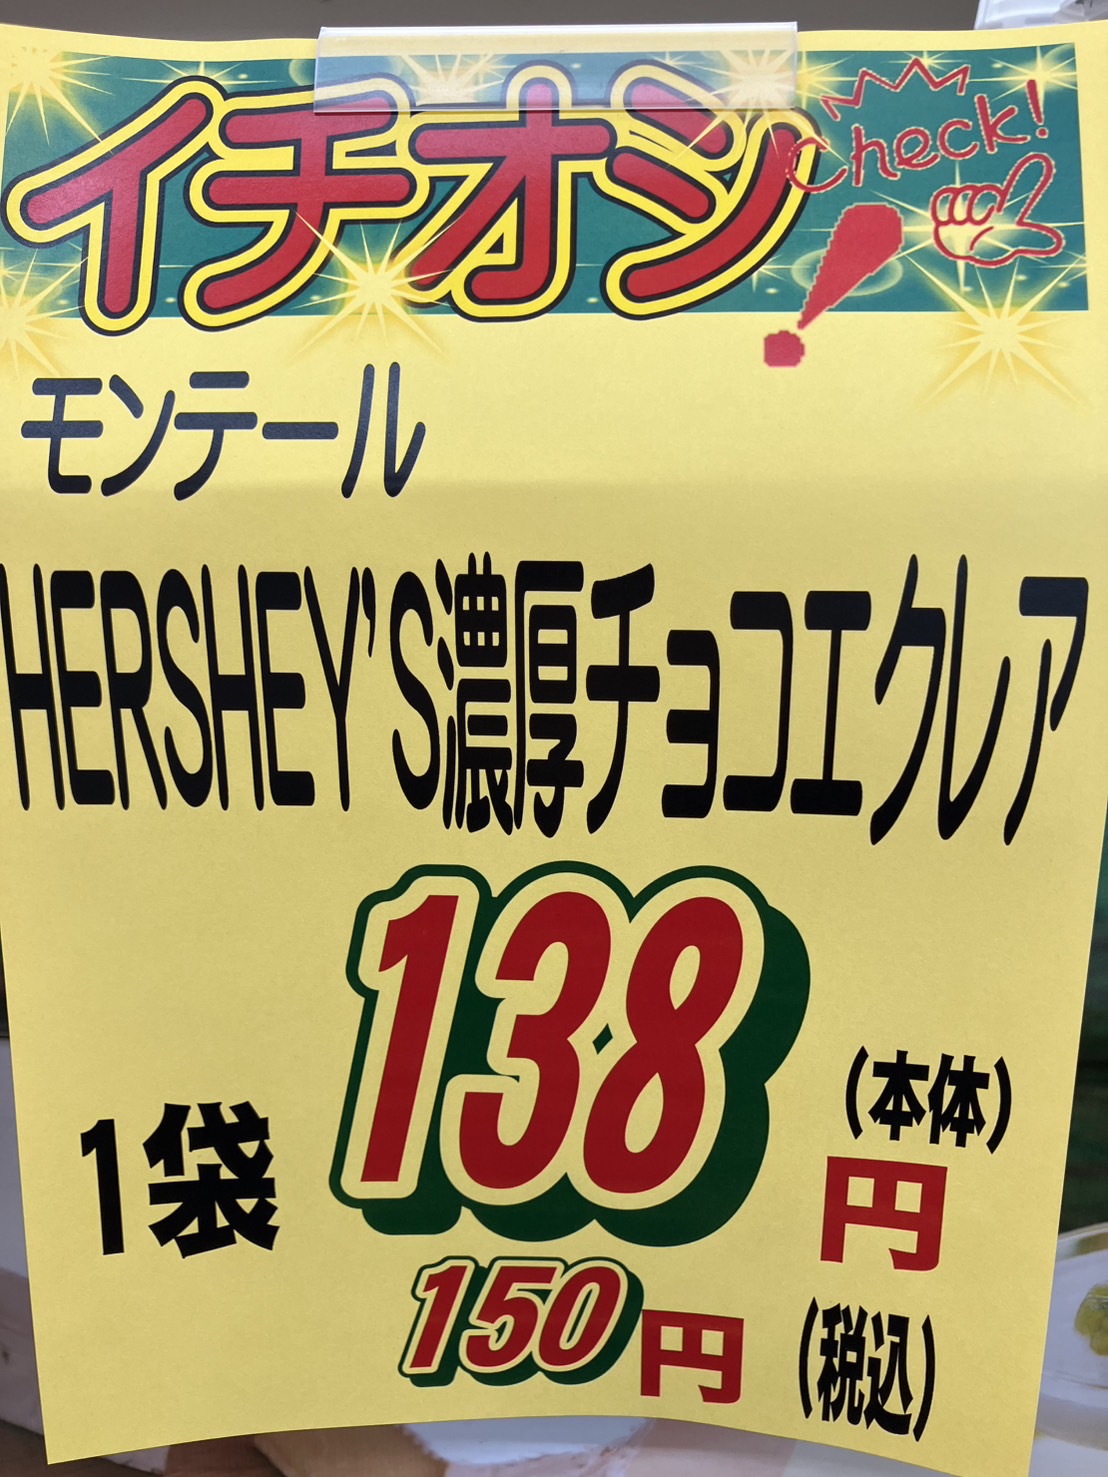 イチオシ
check!
モンテール
HERSHEY'S濃厚チョコエクレア
1袋
138
(本体)
円
150円
(税込)